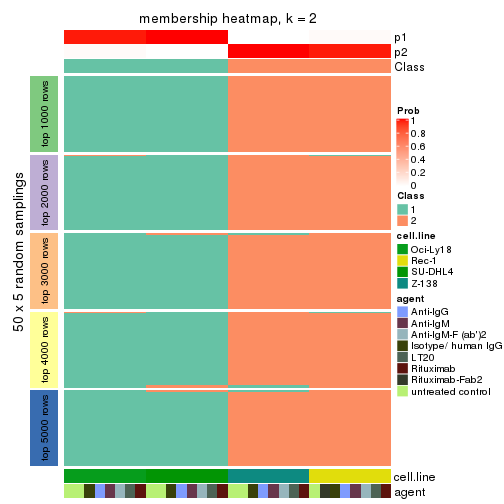 membership heatmap, k = 2
p1
p2
Class
50 x 5 random samplings
top 1000 rows
top 2000 rows
top 3000 rows
top 4000 rows
top 5000 rows
cell.line
agent
Prob
1
0.8
0.6
0.4
0.2
0
Class
1
2
cell.line
Oci-Ly18
Rec-1
SU-DHL4
Z-138
agent
Anti-IgG
Anti-IgM
Anti-IgM-F (ab')2
Isotype/ human IgG
LT20
Rituximab
Rituximab-Fab2
untreated control